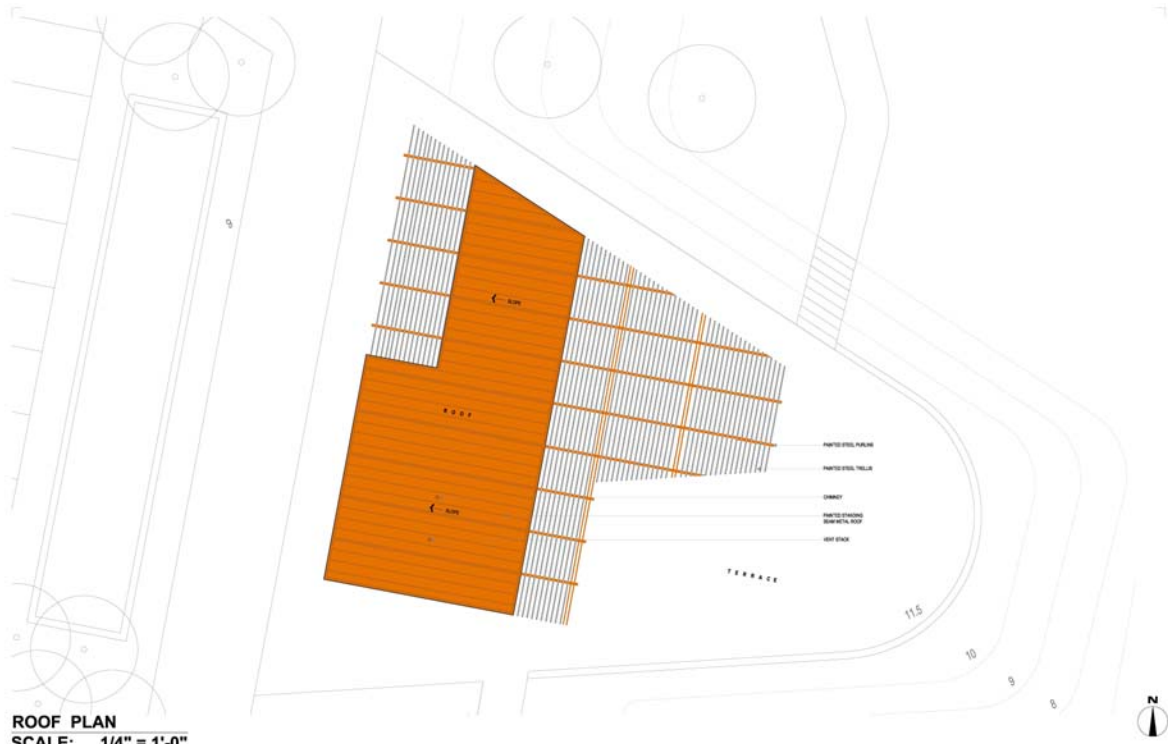 6
SLOPE
ROOF
PAINTED STEEL PURLINS
PAINTED STEEL TRELLIS
CHIMNEY
SLOPE
PAINTED STANDING
SEAM METAL ROOF
VENT STACK
TERRACE
11.5
10
9
8
N
ROOF PLAN
SCALE: 1/4" = 1'-0"